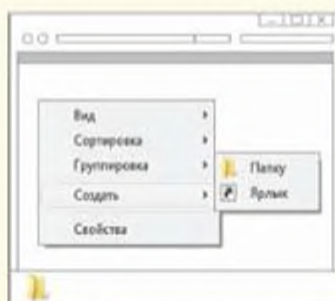 Вид
Сортировка
Группировка
Создать
Свойства
Папку
Ярлык